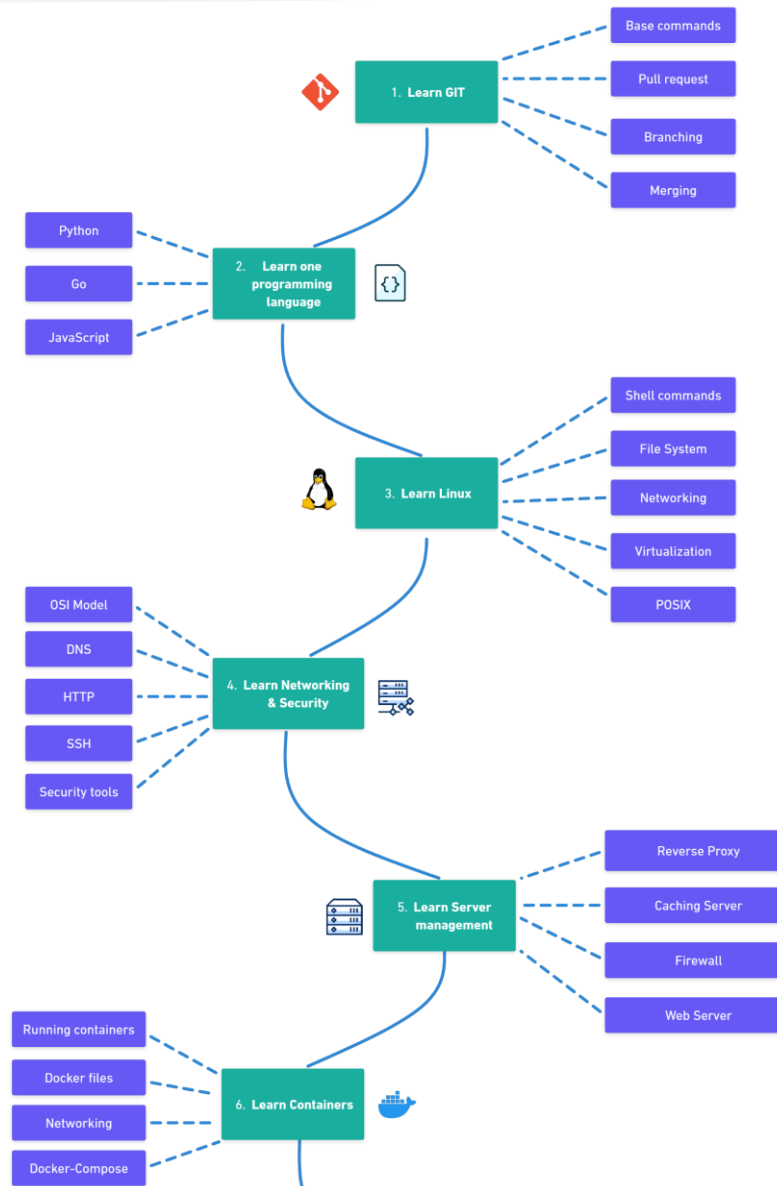 Base commands
1. Learn GIT
Pull request
Branching
Merging
Python
2. Learn one
programming
language
Go
JavaScript
Shell commands
File System
3. Learn Linux
Networking
Virtualization
POSIX
OSI Model
DNS
4. Learn Networking
& Security
HTTP
SSH
Security tools
Reverse Proxy
5. Learn Server
management
Caching Server
Firewall
Web Server
Running containers
Docker files
6. Learn Containers
Networking
Docker-Compose
{}